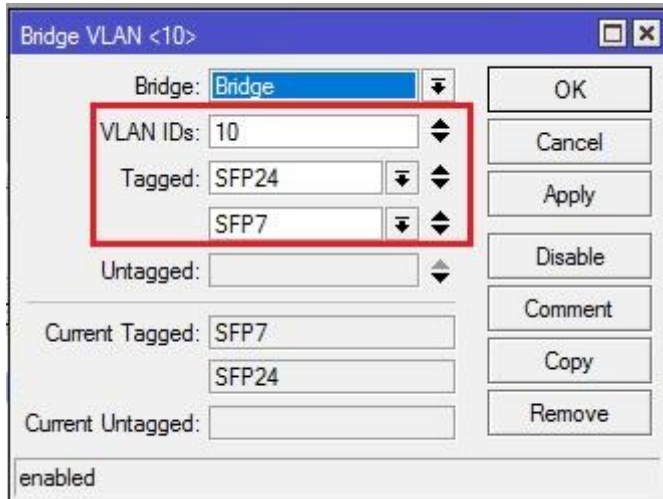 Bridge VLAN <10>
Bridge: Bridge
OK
VLAN IDs: 10
Cancel
Tagged: SFP24
Apply
SFP7
Untagged:
Disable
Comment
Current Tagged: SFP7
SFP24
Copy
Current Untagged:
Remove
enabled